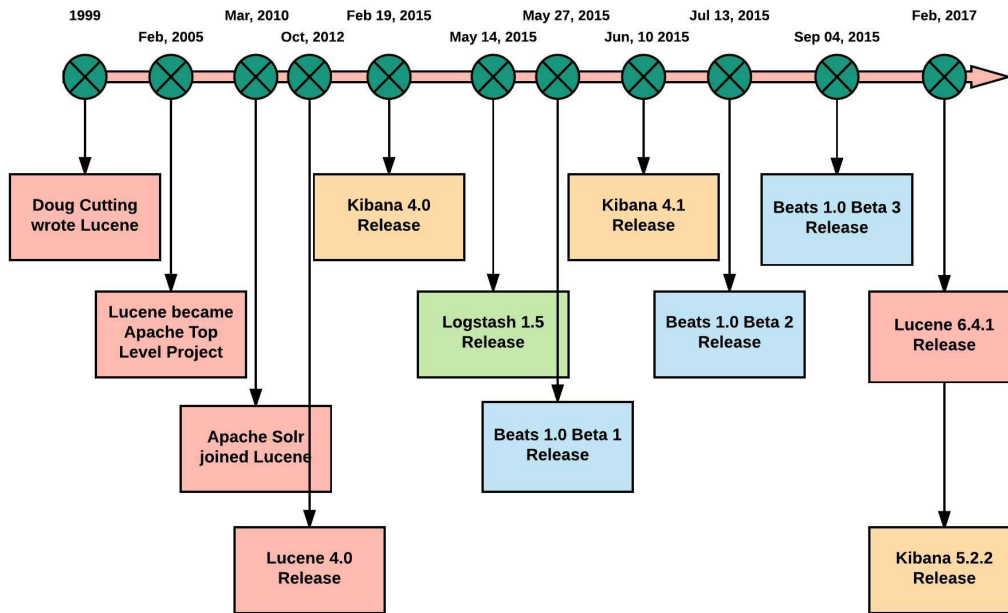 1999
Feb, 2005
Mar, 2010
Oct, 2012
Feb 19, 2015
May 14, 2015
May 27, 2015
Jun, 10 2015
Jul 13, 2015
Sep 04, 2015
Feb, 2017
Doug Cutting
wrote Lucene
Kibana 4.0
Release
Kibana 4.1
Release
Beats 1.0 Beta 3
Release
Lucene became
Apache Top
Level Project
Logstash 1.5
Release
Beats 1.0 Beta 2
Release
Lucene 6.4.1
Release
Apache Solr
joined Lucene
Beats 1.0 Beta 1
Release
Lucene 4.0
Release
Kibana 5.2.2
Release